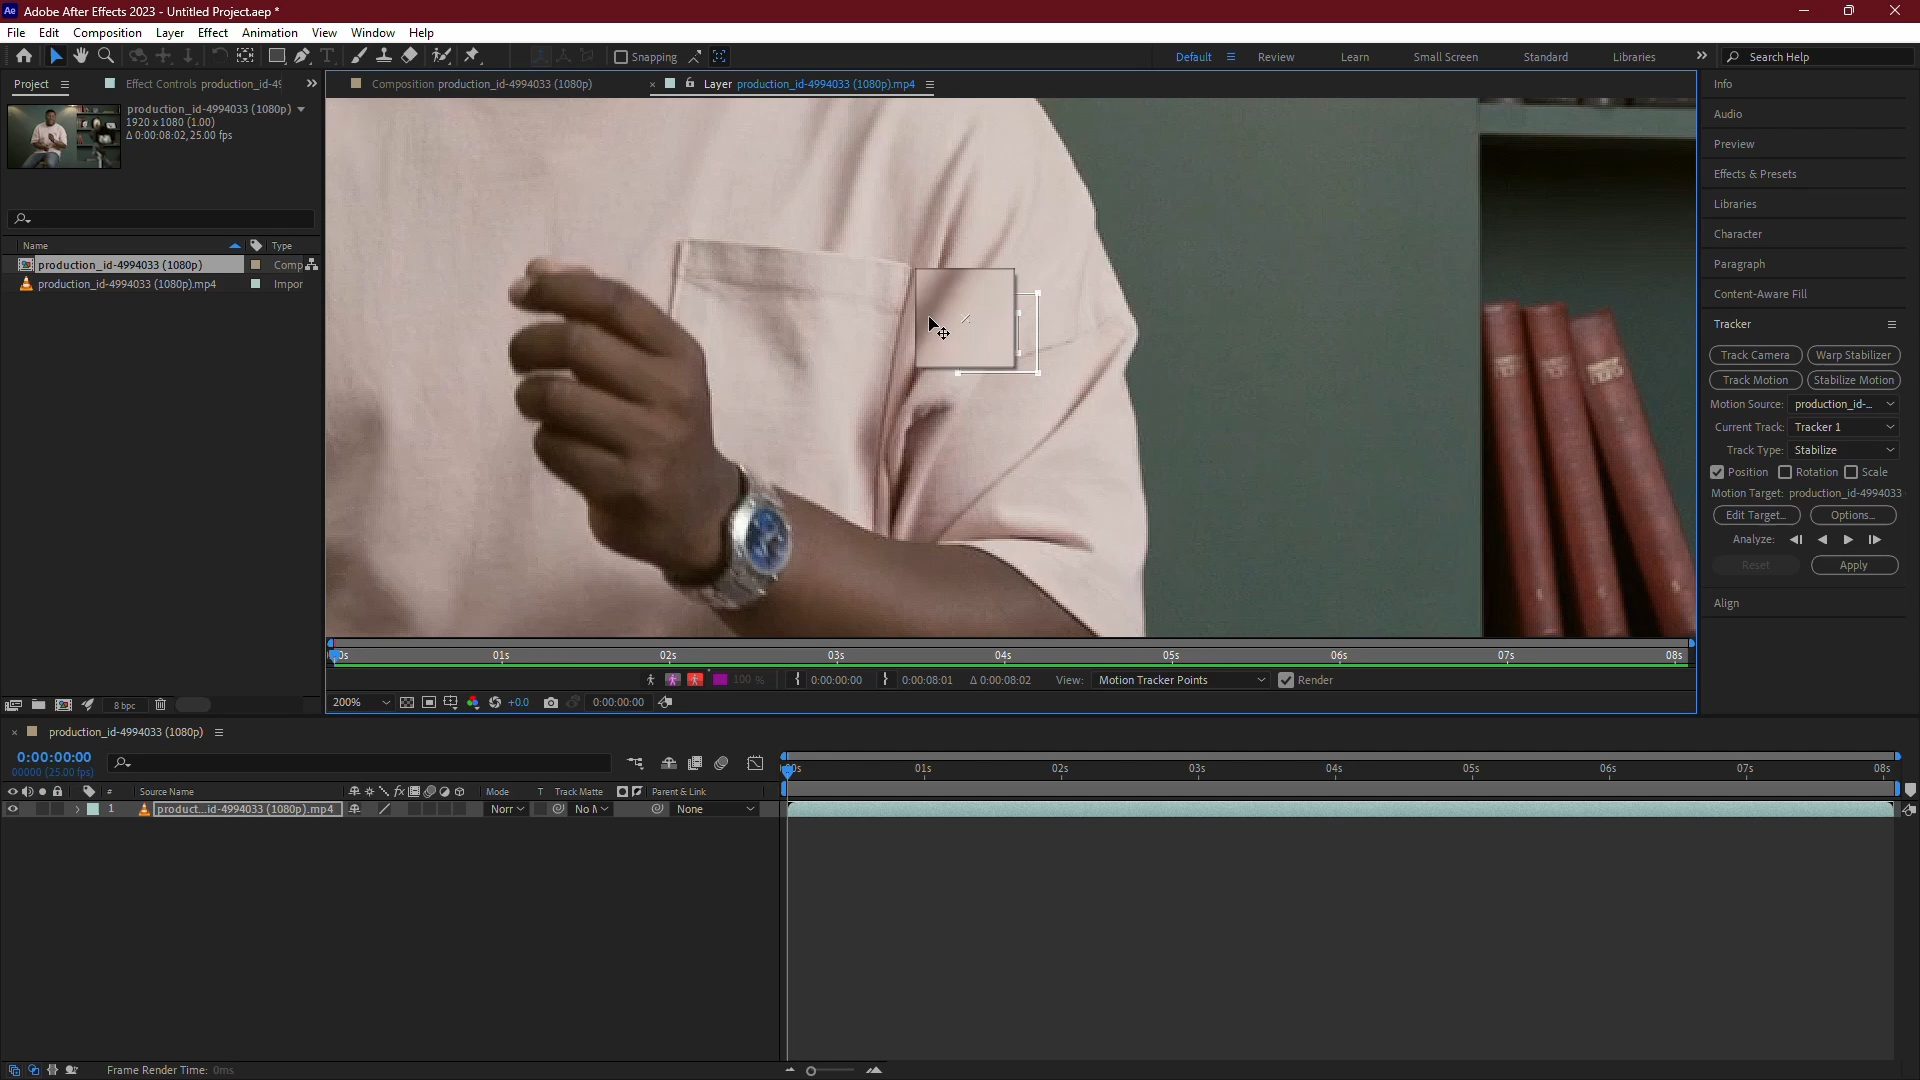 Ae Adobe After Effects 2023 - Untitled Project.aep *
File Edit Composition Layer Effect Animation View Window Help
Snapping Default Review Learn Small Screen Standard Libraries Search Help
Project Effect Controls production_id-49
Composition production_id-4994033 (1080p) Layer production_id-4994033 (1080p).mp4
production_id-4994033 (1080p)
1920 x 1080 (1.00)
Δ 0:00:08:02, 25.00 fps
Name Type
production_id-4994033 (1080p) Comp
production_id-4994033 (1080p).mp4 Impor
8 bpc
01s 02s 03s 04s 05s 06s 07s 08s
100 % 0:00:00:00 0:00:08:01 Δ 0:00:08:02 View: Motion Tracker Points Render
200% +0.0 0:00:00:00
Info
Audio
Preview
Effects & Presets
Libraries
Character
Paragraph
Content-Aware Fill
Tracker
Track Camera Warp Stabilizer
Track Motion Stabilize Motion
Motion Source: production_id-...
Current Track: Tracker 1
Track Type: Stabilize
Position Rotation Scale
Motion Target: production_id-4994033
Edit Target... Options...
Analyze:
Reset Apply
Align
production_id-4994033 (1080p)
0:00:00:00
00000 (25.00 fps)
01s 02s 03s 04s 05s 06s 07s 08s
# Source Name Mode T Track Matte Parent & Link
1 product...id-4994033 (1080p).mp4 Norr No M None
Frame Render Time: 0ms